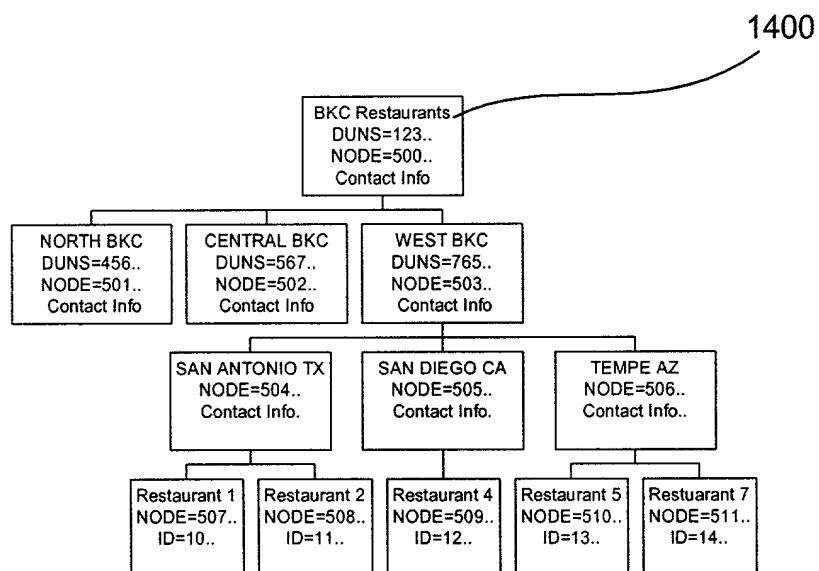 1400
BKC Restaurants
DUNS=123..
NODE=500..
Contact Info
NORTH BKC
DUNS=456..
NODE=501..
Contact Info
CENTRAL BKC
DUNS=567..
NODE=502..
Contact Info
WEST BKC
DUNS=765..
NODE=503..
Contact Info
SAN ANTONIO TX
NODE=504..
Contact Info.
SAN DIEGO CA
NODE=505..
Contact Info.
TEMPE AZ
NODE=506..
Contact Info..
Restaurant 1
NODE=507..
ID=10..
Restaurant 2
NODE=508..
ID=11..
Restaurant 4
NODE=509..
ID=12..
Restaurant 5
NODE=510..
ID=13..
Restuarant 7
NODE=511..
ID=14..